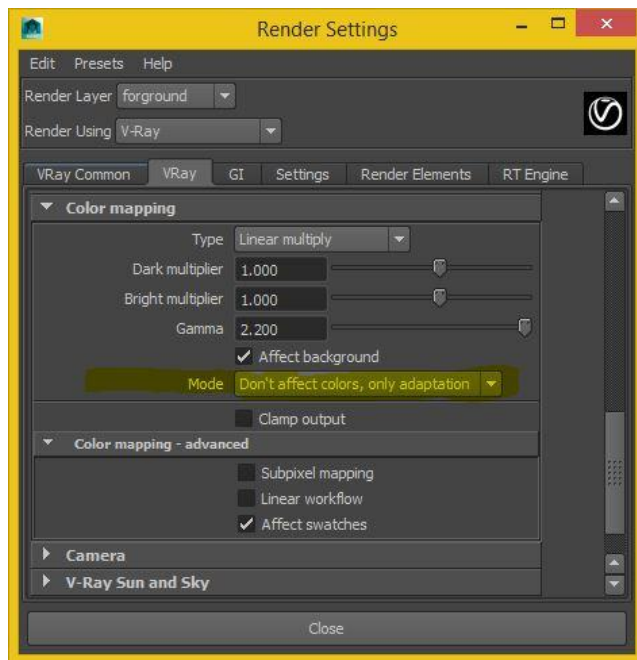 Render Settings
Edit Presets Help
Render Layer forground
Render Using V-Ray
VRay Common VRay GI Settings Render Elements RT Engine
Color mapping
Type Linear multiply
Dark multiplier 1.000
Bright multiplier 1.000
Gamma 2.200
Affect background
Mode Don't affect colors, only adaptation
Clamp output
Color mapping - advanced
Subpixel mapping
Linear workflow
Affect swatches
Camera
V-Ray Sun and Sky
Close